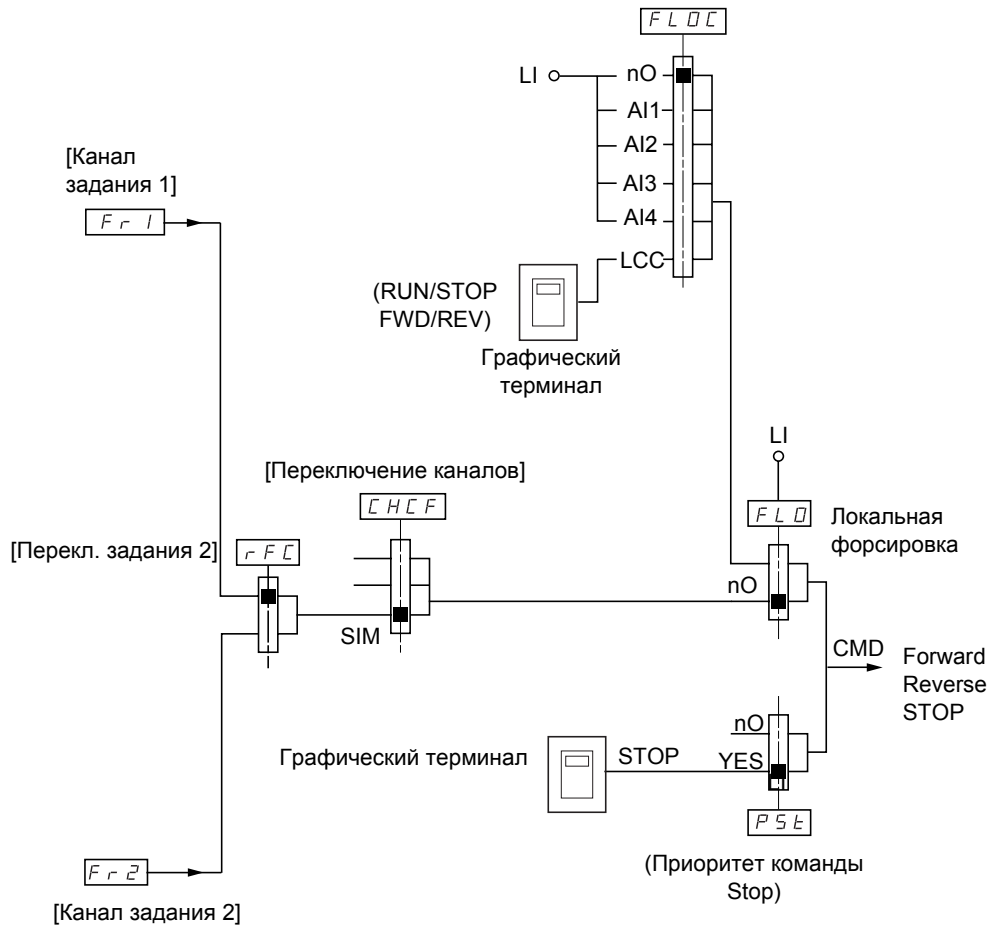 FLOC
LI
nO
AI1
AI2
AI3
AI4
LCC
[Канал
задания 1]
Fr1
(RUN/STOP
FWD/REV)
Графический
терминал
LI
[Переключение каналов]
CHCF
FLO
Локальная
форсировка
[Перекл. задания 2]
rFC
nO
SIM
CMD
Forward
Reverse
STOP
nO
Графический терминал
STOP
YES
PSt
Fr2
(Приоритет команды
Stop)
[Канал задания 2]